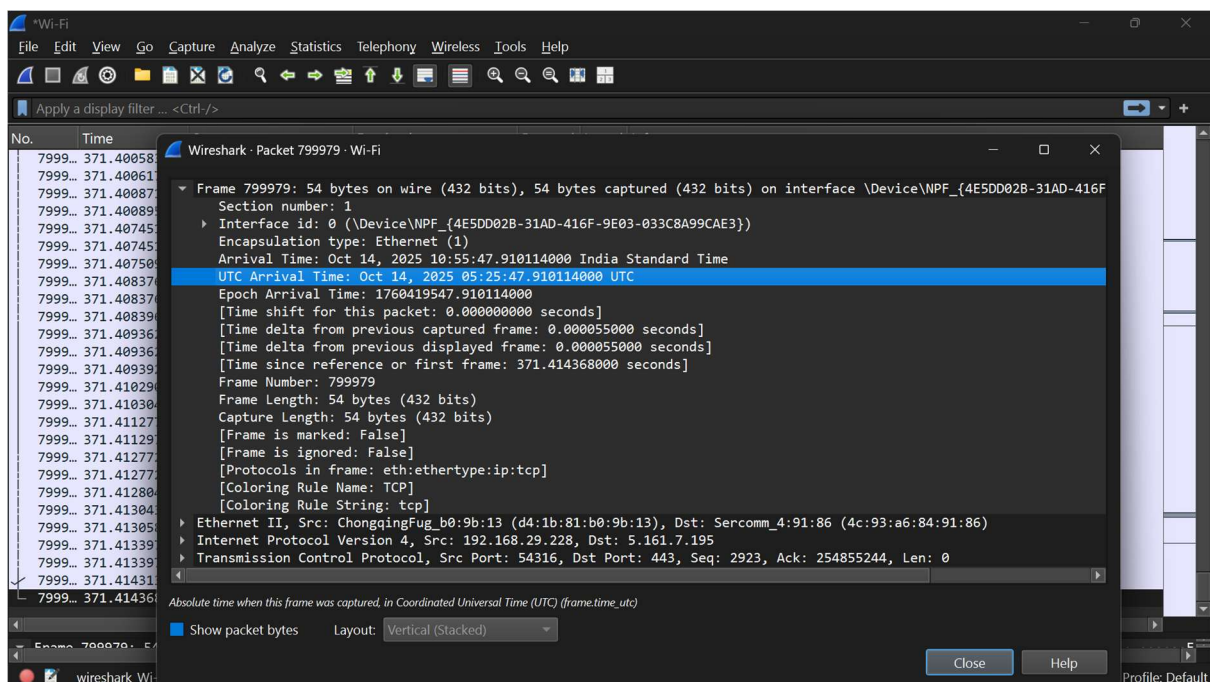 *Wi-Fi
File Edit View Go Capture Analyze Statistics Telephony Wireless Tools Help
Apply a display filter ... <Ctrl-/>
No. Time
Wireshark · Packet 799979 · Wi-Fi
7999... 371.40058
7999... 371.40061
7999... 371.40087
7999... 371.40089
7999... 371.40745
7999... 371.40745
7999... 371.40750
7999... 371.40837
7999... 371.40837
7999... 371.40839
7999... 371.40936
7999... 371.40936
7999... 371.40939
7999... 371.41029
7999... 371.41030
7999... 371.41127
7999... 371.41129
7999... 371.41277
7999... 371.41277
7999... 371.41280
7999... 371.41304
7999... 371.41305
7999... 371.41339
7999... 371.41339
7999... 371.41431
7999... 371.41436
Frame 799979: 54 bytes on wire (432 bits), 54 bytes captured (432 bits) on interface \Device\NPF_{4E5DD02B-31AD-416F
Section number: 1
Interface id: 0 (\Device\NPF_{4E5DD02B-31AD-416F-9E03-033C8A99CAE3})
Encapsulation type: Ethernet (1)
Arrival Time: Oct 14, 2025 10:55:47.910114000 India Standard Time
UTC Arrival Time: Oct 14, 2025 05:25:47.910114000 UTC
Epoch Arrival Time: 1760419547.910114000
[Time shift for this packet: 0.000000000 seconds]
[Time delta from previous captured frame: 0.000055000 seconds]
[Time delta from previous displayed frame: 0.000055000 seconds]
[Time since reference or first frame: 371.414368000 seconds]
Frame Number: 799979
Frame Length: 54 bytes (432 bits)
Capture Length: 54 bytes (432 bits)
[Frame is marked: False]
[Frame is ignored: False]
[Protocols in frame: eth:ethertype:ip:tcp]
[Coloring Rule Name: TCP]
[Coloring Rule String: tcp]
Ethernet II, Src: ChongqingFug_b0:9b:13 (d4:1b:81:b0:9b:13), Dst: Sercomm_4:91:86 (4c:93:a6:84:91:86)
Internet Protocol Version 4, Src: 192.168.29.228, Dst: 5.161.7.195
Transmission Control Protocol, Src Port: 54316, Dst Port: 443, Seq: 2923, Ack: 254855244, Len: 0
Absolute time when this frame was captured, in Coordinated Universal Time (UTC) (frame.time_utc)
Show packet bytes Layout: Vertical (Stacked)
Close Help
wireshark_Wi- Profile: Default